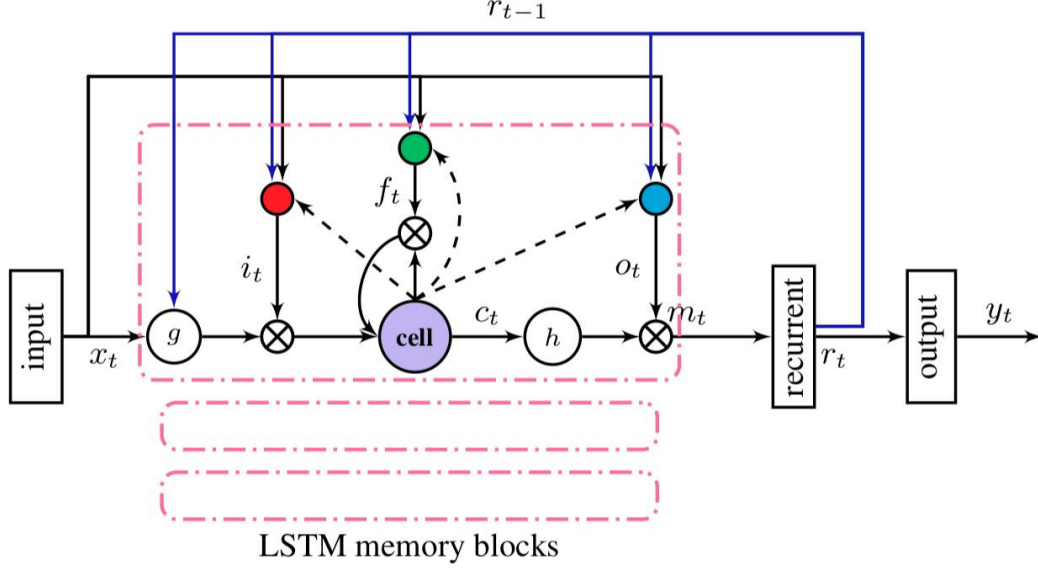 r_{t−1}
f_t
i_t
o_t
input
x_t
g
cell
c_t
h
m_t
recurrent
r_t
output
y_t
LSTM memory blocks